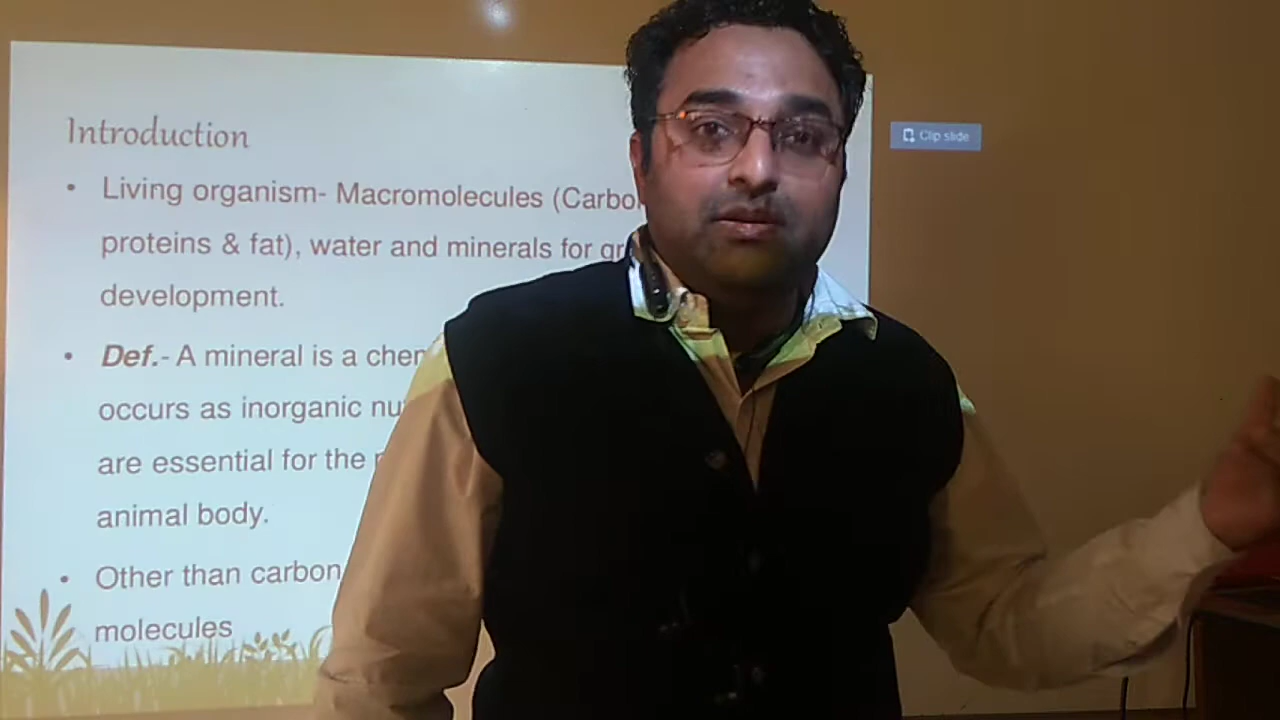 Introduction
• Living organism- Macromolecules (Carbo
proteins & fat), water and minerals for gr
development.
• Def.- A mineral is a chem
occurs as inorganic nu
are essential for the
animal body.
• Other than carbon
molecules
Clip slide